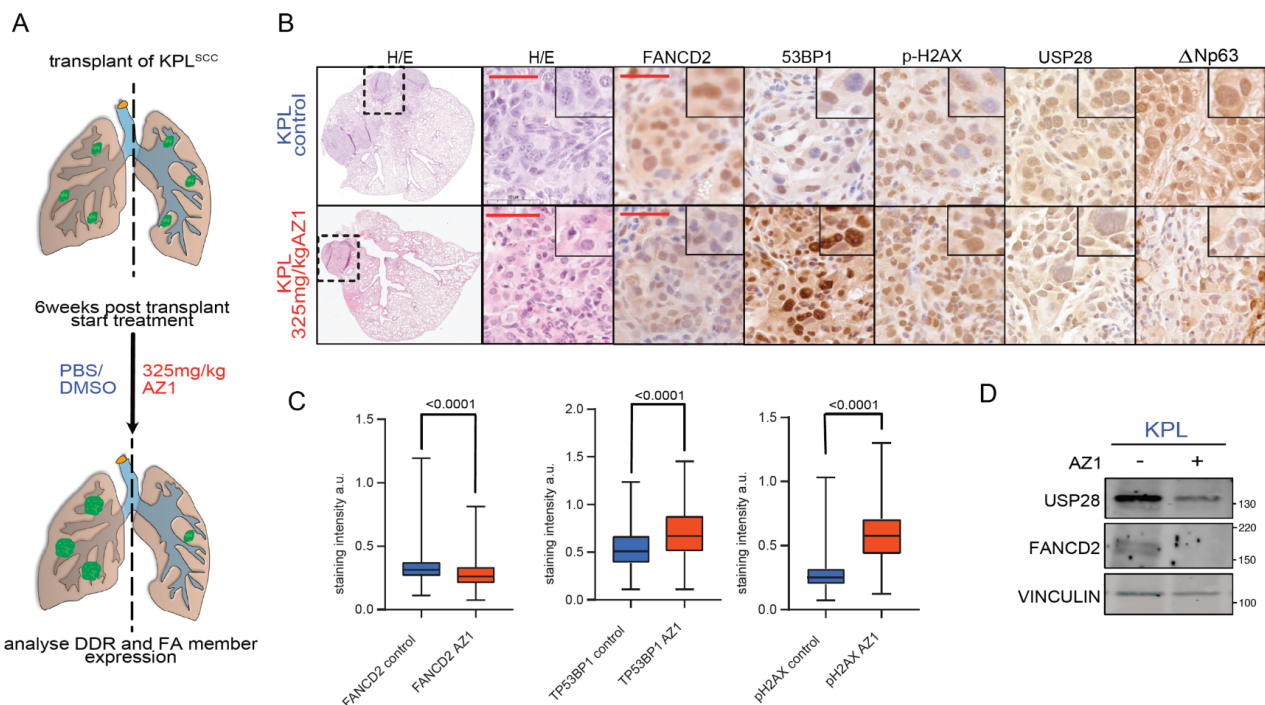 A
transplant of KPLSCC
6weeks post transplant
start treatment
PBS/
DMSO
325mg/kg
AZ1
analyse DDR and FA member
expression
B
H/E
H/E
FANCD2
53BP1
p-H2AX
USP28
ΔNp63
KPL
control
KPL
325mg/kgAZ1
C
<0.0001
staining intensity a.u.
1.5
1.0
0.5
0.0
FANCD2 control
FANCD2 AZ1
<0.0001
staining intensity a.u.
2.0
1.5
1.0
0.5
0.0
TP53BP1 control
TP53BP1 AZ1
<0.0001
staining intensity a.u.
1.5
1.0
0.5
0.0
pH2AX control
pH2AX AZ1
D
KPL
AZ1 - +
USP28
130
FANCD2
220
150
VINCULIN
100